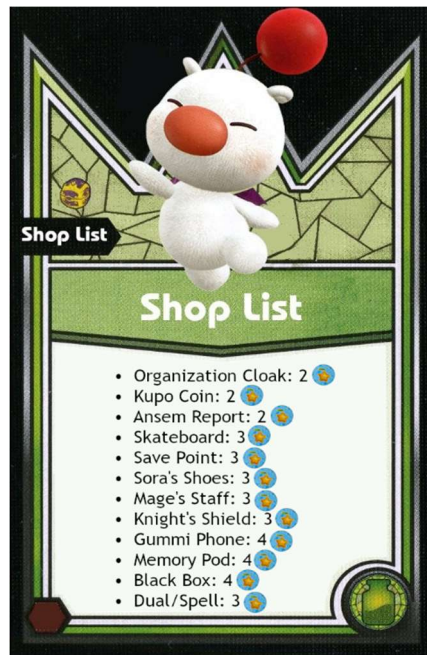 Shop List
Shop List
• Organization Cloak: 2
• Kupo Coin: 2
• Ansem Report: 2
• Skateboard: 3
• Save Point: 3
• Sora's Shoes: 3
• Mage's Staff: 3
• Knight's Shield: 3
• Gummi Phone: 4
• Memory Pod: 4
• Black Box: 4
• Dual/Spell: 3